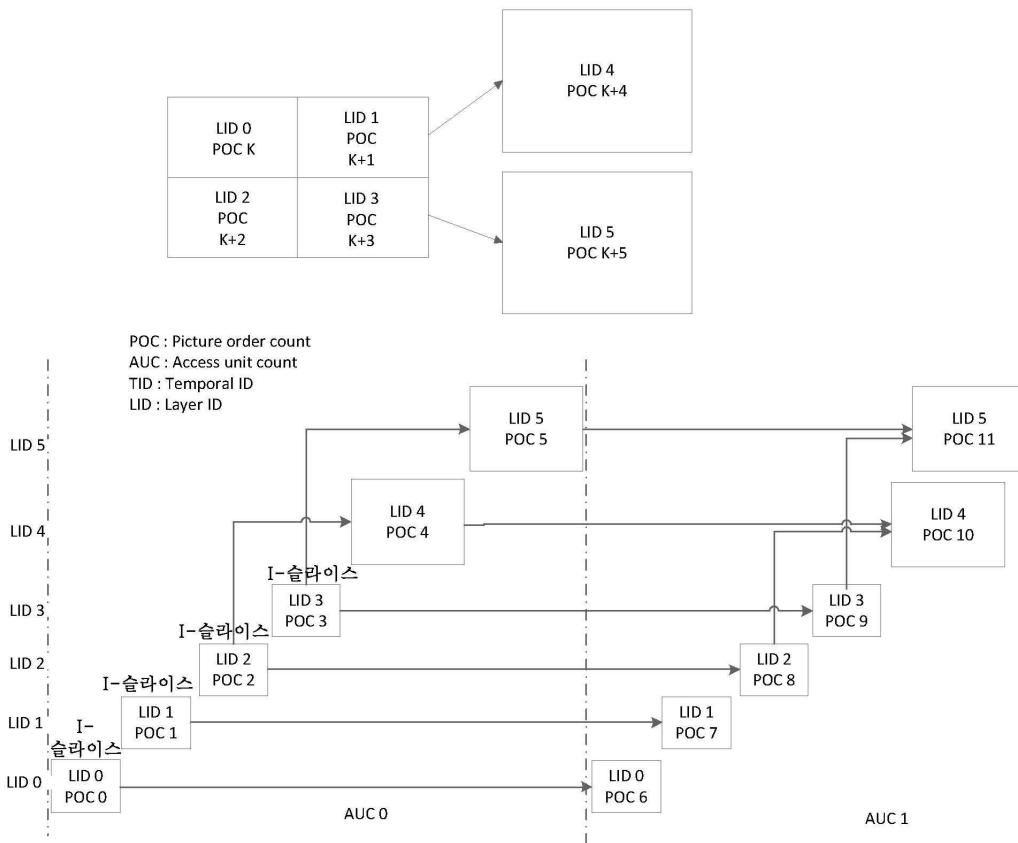 LID 4
POC K+4
LID 0
POC K
LID 1
POC
K+1
LID 2
POC
K+2
LID 3
POC
K+3
LID 5
POC K+5
POC : Picture order count
AUC : Access unit count
TID : Temporal ID
LID : Layer ID
LID 5
LID 5
POC 5
LID 5
POC 11
LID 4
LID 4
POC 4
LID 4
POC 10
I-슬라이스
LID 3
LID 3
POC 3
LID 3
POC 9
I-슬라이스
LID 2
LID 2
POC 2
LID 2
POC 8
I-슬라이스
LID 1
LID 1
POC 1
LID 1
POC 7
I-
슬라이스
LID 0
LID 0
POC 0
LID 0
POC 6
AUC 0
AUC 1